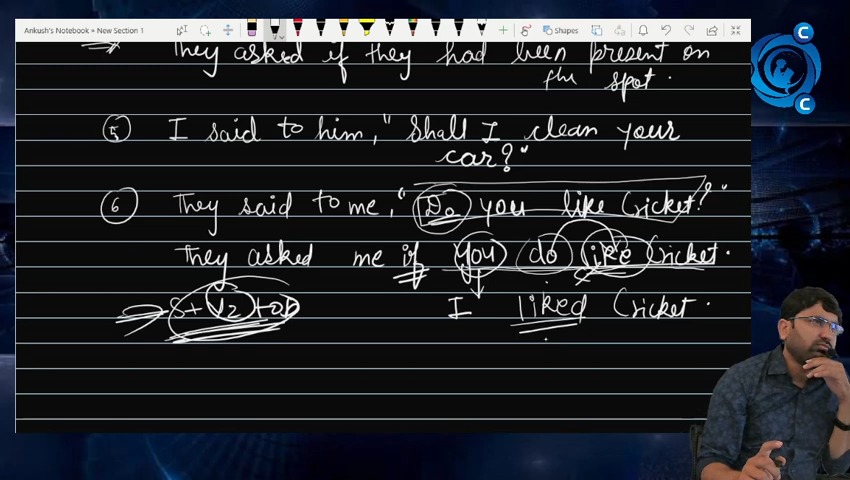 Ankush's Notebook > New Section 1
Shapes
They asked if they had been present on
the spot.
5 I said to him, "Shall I clean your
car?"
6 They said to me, "Do you like Cricket?"
they asked me if you do like Cricket.
S+V2+ob I liked Cricket.
C
C